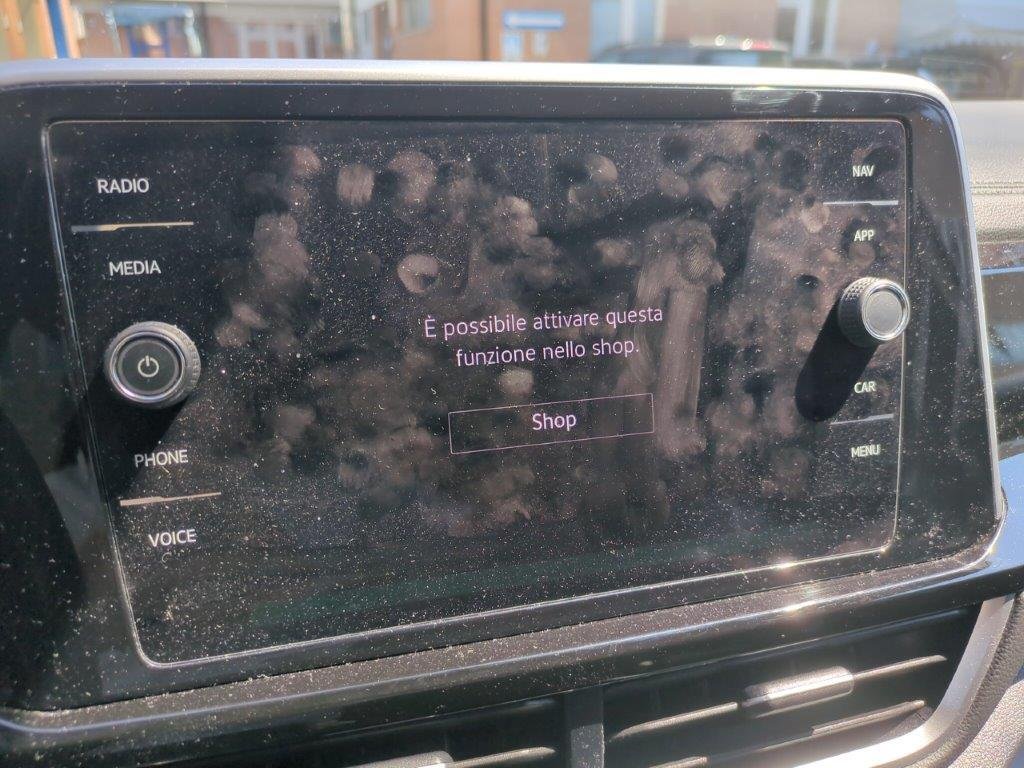 RADIO
MEDIA
PHONE
VOICE
È possibile attivare questa
funzione nello shop.
Shop
NAV
APP
CAR
MENU